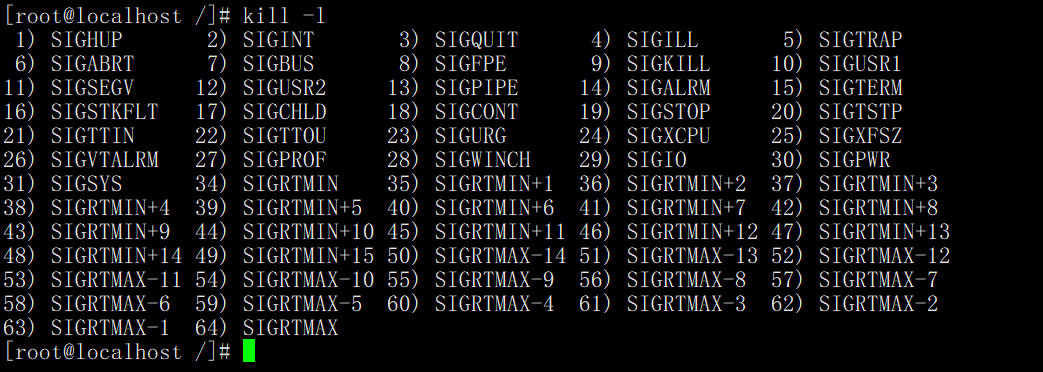 [root@localhost /]# kill -l
 1) SIGHUP       2) SIGINT       3) SIGQUIT      4) SIGILL       5) SIGTRAP
 6) SIGABRT      7) SIGBUS       8) SIGFPE       9) SIGKILL     10) SIGUSR1
11) SIGSEGV     12) SIGUSR2     13) SIGPIPE     14) SIGALRM     15) SIGTERM
16) SIGSTKFLT   17) SIGCHLD     18) SIGCONT     19) SIGSTOP     20) SIGTSTP
21) SIGTTIN     22) SIGTTOU     23) SIGURG      24) SIGXCPU     25) SIGXFSZ
26) SIGVTALRM   27) SIGPROF     28) SIGWINCH    29) SIGIO       30) SIGPWR
31) SIGSYS      34) SIGRTMIN    35) SIGRTMIN+1  36) SIGRTMIN+2  37) SIGRTMIN+3
38) SIGRTMIN+4  39) SIGRTMIN+5  40) SIGRTMIN+6  41) SIGRTMIN+7  42) SIGRTMIN+8
43) SIGRTMIN+9  44) SIGRTMIN+10 45) SIGRTMIN+11 46) SIGRTMIN+12 47) SIGRTMIN+13
48) SIGRTMIN+14 49) SIGRTMIN+15 50) SIGRTMAX-14 51) SIGRTMAX-13 52) SIGRTMAX-12
53) SIGRTMAX-11 54) SIGRTMAX-10 55) SIGRTMAX-9  56) SIGRTMAX-8  57) SIGRTMAX-7
58) SIGRTMAX-6  59) SIGRTMAX-5  60) SIGRTMAX-4  61) SIGRTMAX-3  62) SIGRTMAX-2
63) SIGRTMAX-1  64) SIGRTMAX
[root@localhost /]#